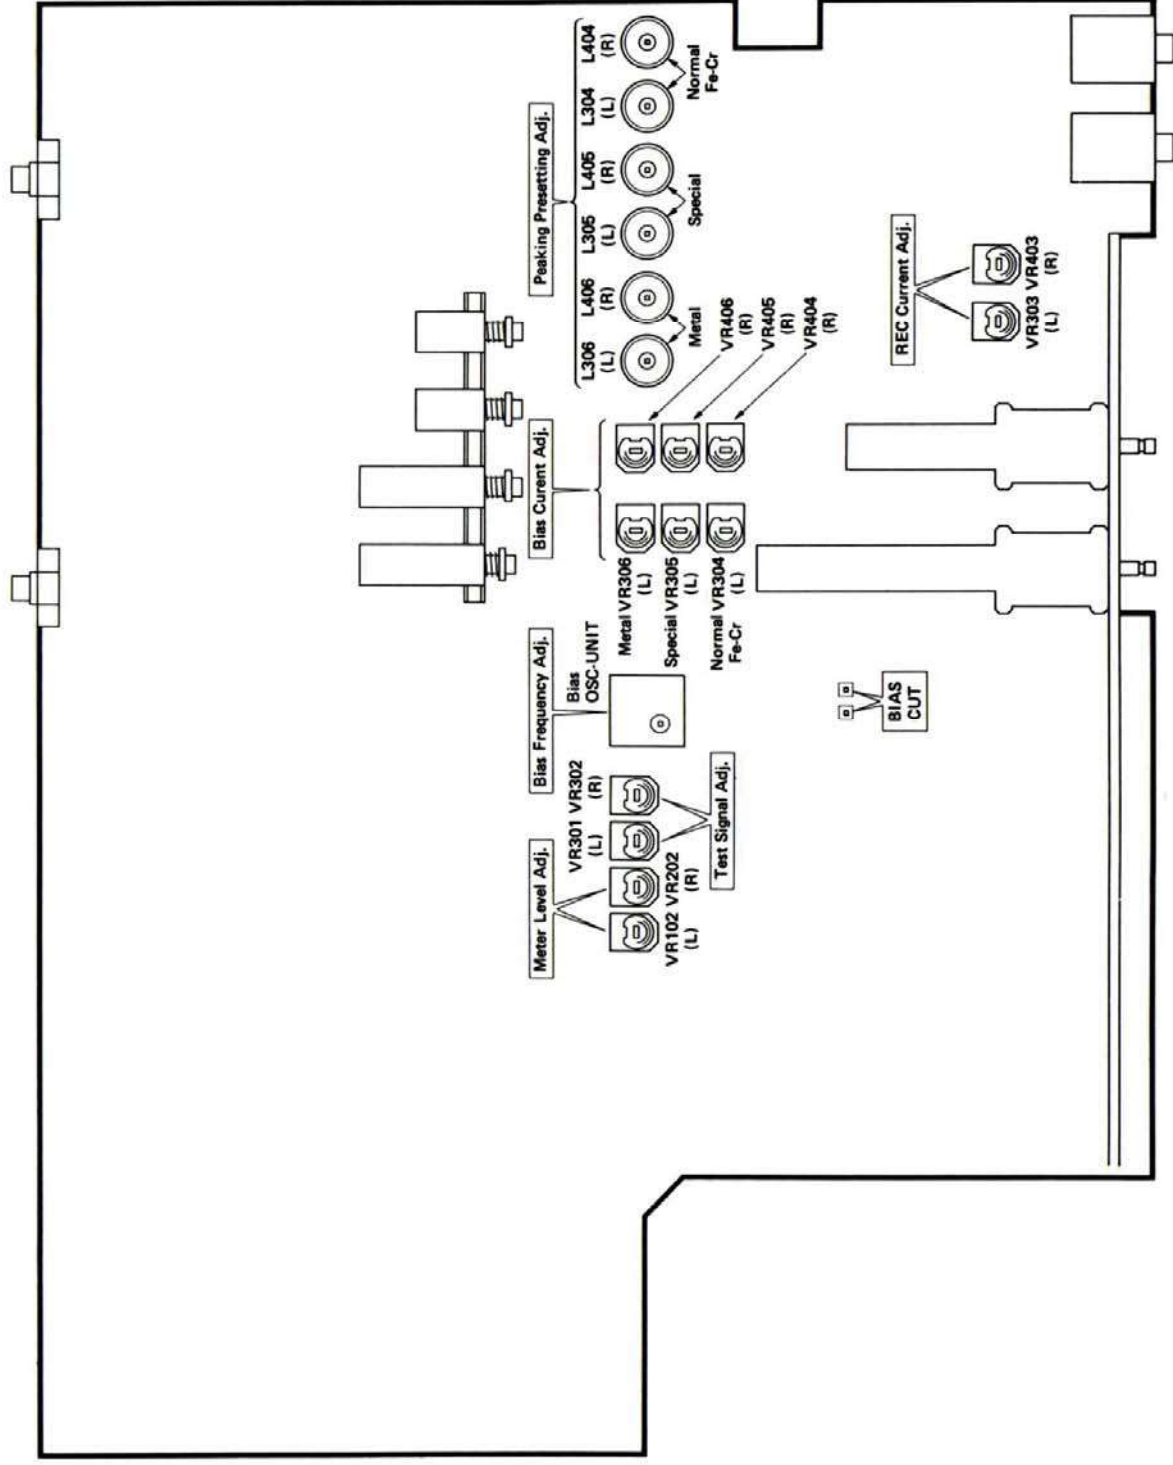 Meter Level Adj.
Bias Frequency Adj.
Bias Curent Adj.
Peaking Presetting Adj.
VR301 VR302
(L)
(R)
Bias
OSC-UNIT
L306
(L)
L406
(R)
L305
(L)
L405
(R)
L304
(L)
L404
(R)
VR102 VR202
(L)
(R)
Test Signal Adj.
Metal VR306
(L)
Special VR305
(L)
Normal VR304
Fe-Cr
(L)
Metal
Special
Normal
Fe-Cr
VR406
(R)
VR405
(R)
VR404
(R)
BIAS
CUT
REC Current Adj.
VR303 VR403
(L)
(R)